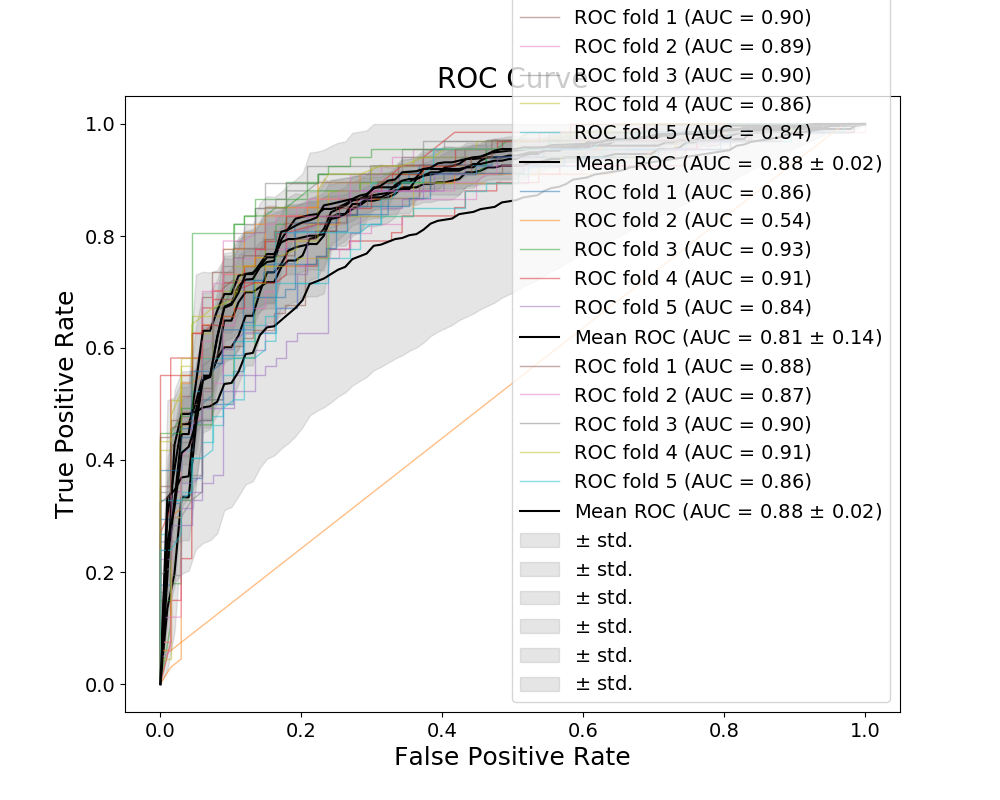 ROC fold 1 (AUC = 0.90)
ROC fold 2 (AUC = 0.89)
ROC Curve
ROC fold 3 (AUC = 0.90)
ROC fold 4 (AUC = 0.86)
ROC fold 5 (AUC = 0.84)
Mean ROC (AUC = 0.88 ± 0.02)
ROC fold 1 (AUC = 0.86)
ROC fold 2 (AUC = 0.54)
ROC fold 3 (AUC = 0.93)
ROC fold 4 (AUC = 0.91)
ROC fold 5 (AUC = 0.84)
Mean ROC (AUC = 0.81 ± 0.14)
ROC fold 1 (AUC = 0.88)
ROC fold 2 (AUC = 0.87)
ROC fold 3 (AUC = 0.90)
ROC fold 4 (AUC = 0.91)
ROC fold 5 (AUC = 0.86)
Mean ROC (AUC = 0.88 ± 0.02)
± std.
± std.
± std.
± std.
± std.
± std.
True Positive Rate
1.0
0.8
0.6
0.4
0.2
0.0
0.0 0.2 0.4 0.6 0.8 1.0
False Positive Rate